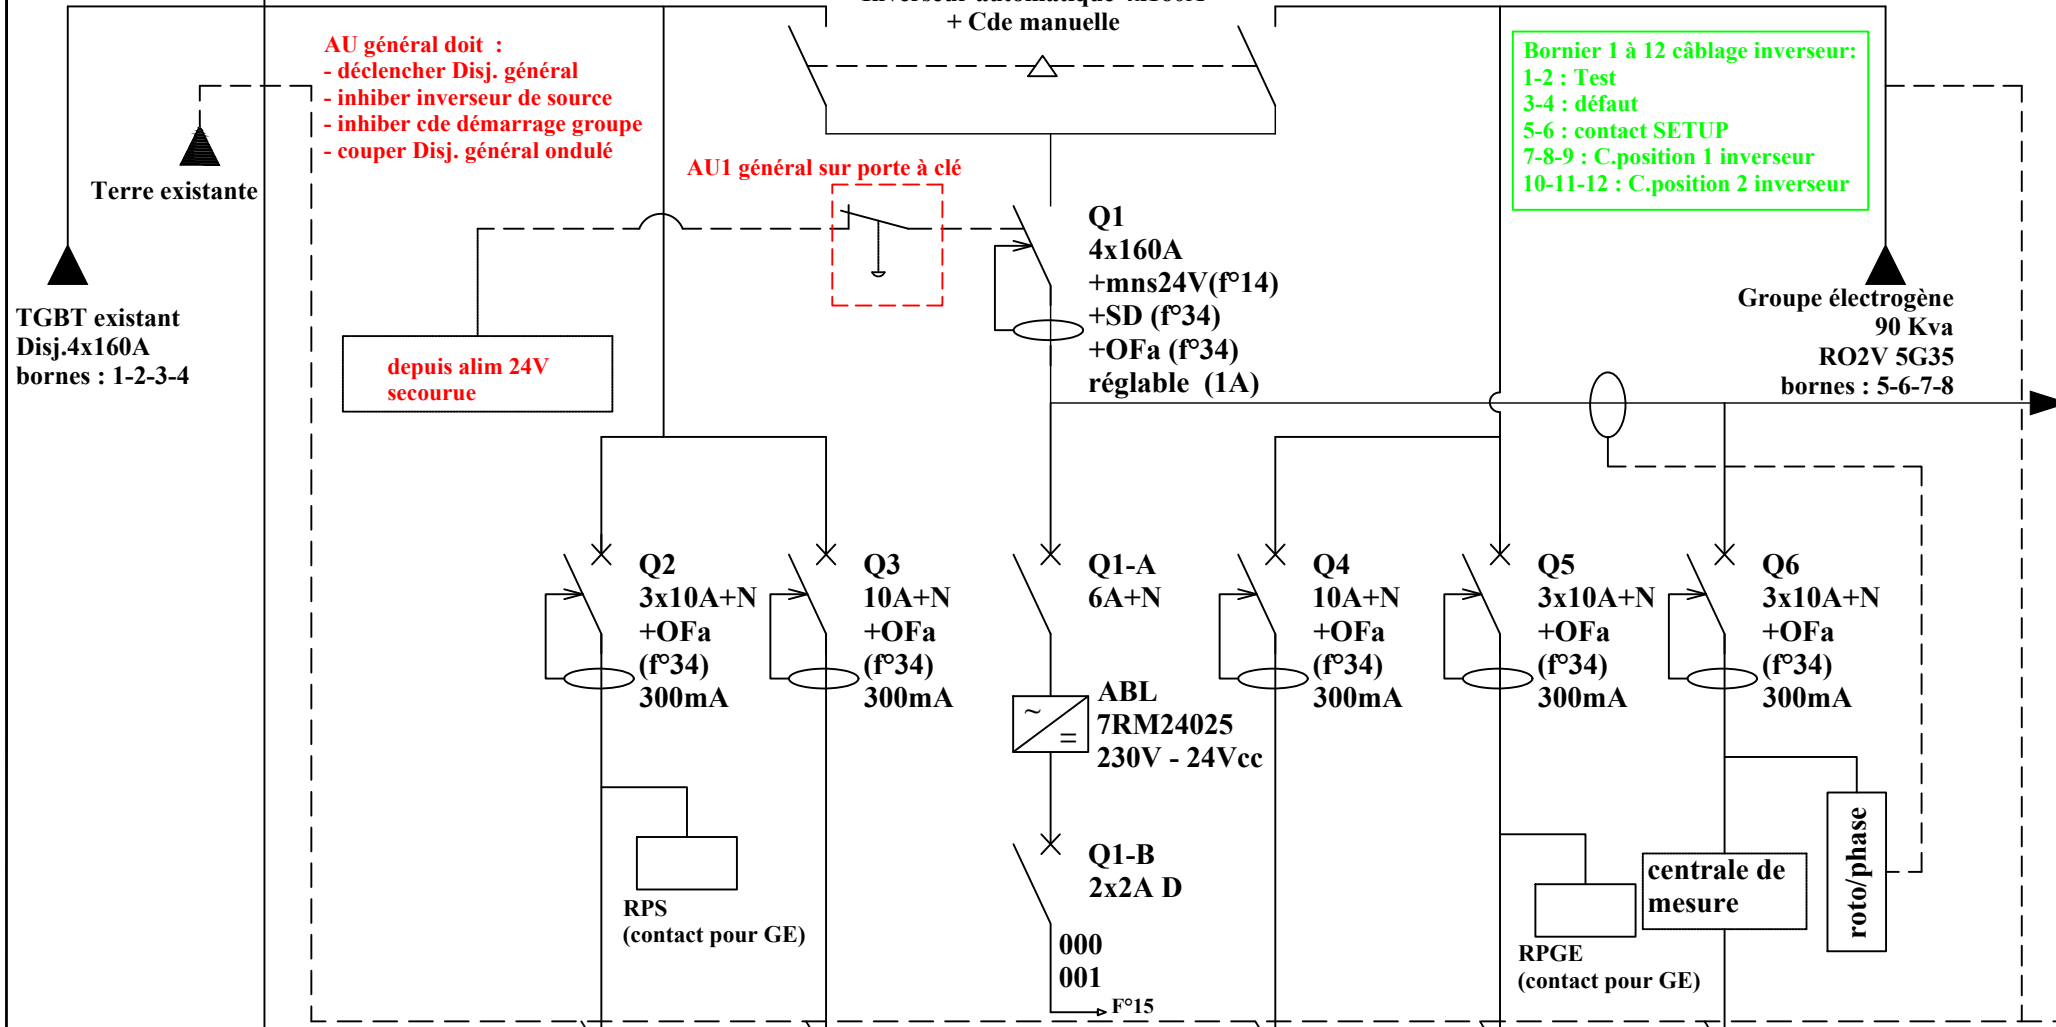 + Cde manuelle
AU général doit :
- déclencher Disj. général
- inhiber inverseur de source
- inhiber cde démarrage groupe
- couper Disj. général ondulé
Bornier 1 à 12 câblage inverseur:
1-2 : Test
3-4 : défaut
5-6 : contact SETUP
7-8-9 : C.position 1 inverseur
10-11-12 : C.position 2 inverseur
Terre existante
AU1 général sur porte à clé
Q1
4x160A
+mns24V(f°14)
+SD (f°34)
+OFa (f°34)
réglable (1A)
TGBT existant
Disj.4x160A
bornes : 1-2-3-4
depuis alim 24V
secourue
Groupe électrogène
90 Kva
RO2V 5G35
bornes : 5-6-7-8
Q2
3x10A+N
+OFa
(f°34)
300mA
Q3
10A+N
+OFa
(f°34)
300mA
Q1-A
6A+N
Q4
10A+N
+OFa
(f°34)
300mA
Q5
3x10A+N
+OFa
(f°34)
300mA
Q6
3x10A+N
+OFa
(f°34)
300mA
~
=
ABL
7RM24025
230V - 24Vcc
RPS
(contact pour GE)
Q1-B
2x2A D
000
001
F°15
RPGE
(contact pour GE)
centrale de
mesure
roto/phase